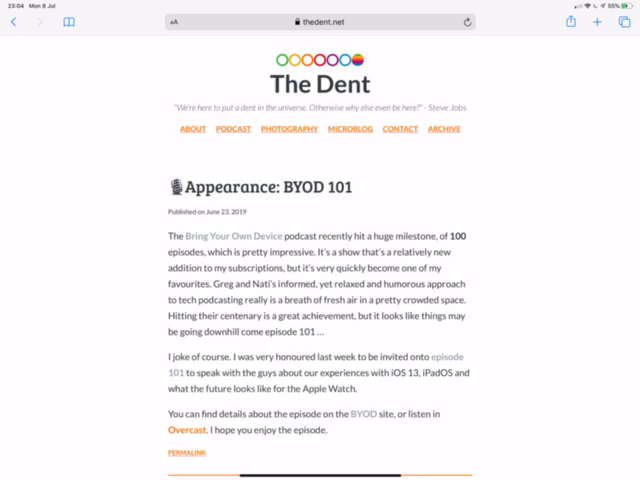 23:04 Mon 8 Jul
55%
AA
thedent.net
The Dent
"We're here to put a dent in the universe. Otherwise why else even be here?" - Steve Jobs
ABOUT PODCAST PHOTOGRAPHY MICROBLOG CONTACT ARCHIVE
Appearance: BYOD 101
Published on June 23, 2019
The Bring Your Own Device podcast recently hit a huge milestone, of 100
episodes, which is pretty impressive. It's a show that's a relatively new
addition to my subscriptions, but it's very quickly become one of my
favourites. Greg and Nati's informed, yet relaxed and humorous approach
to tech podcasting really is a breath of fresh air in a pretty crowded space.
Hitting their centenary is a great achievement, but it looks like things may
be going downhill come episode 101 ...
I joke of course. I was very honoured last week to be invited onto episode
101 to speak with the guys about our experiences with iOS 13, iPadOS and
what the future looks like for the Apple Watch.
You can find details about the episode on the BYOD site, or listen in
Overcast. I hope you enjoy the episode.
PERMALINK